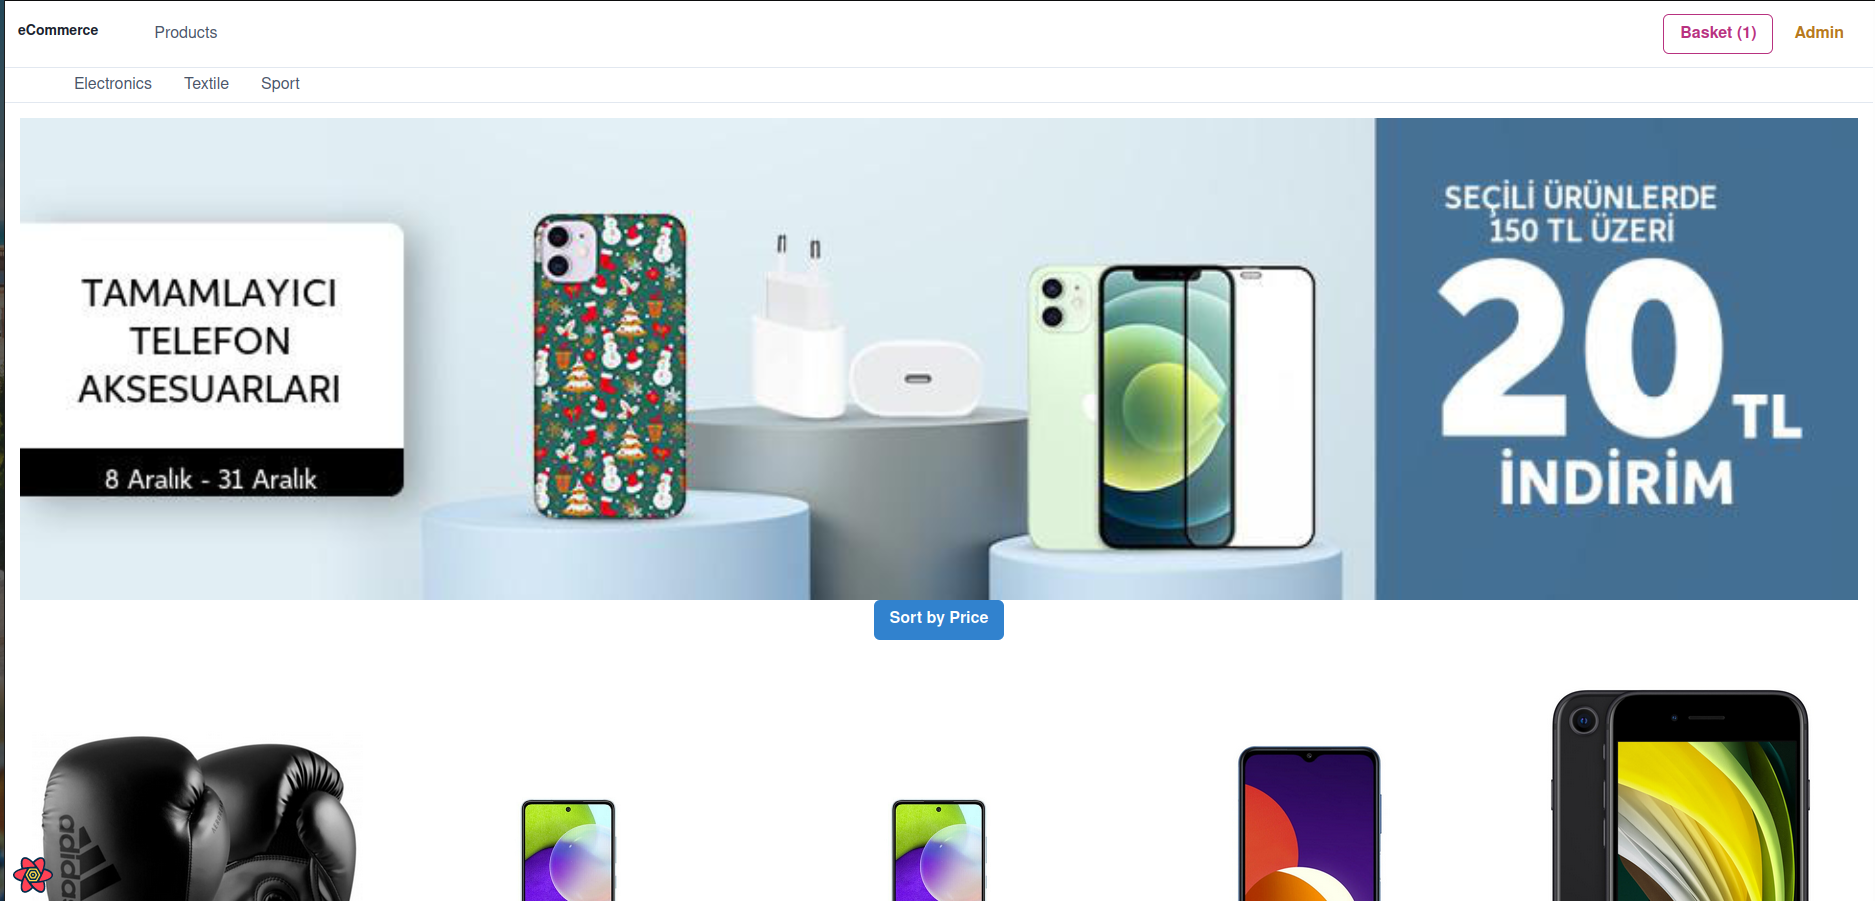 eCommerce
Products
Basket (1)
Admin
Electronics
Textile
Sport
TAMAMLAYICI
TELEFON
AKSESUARLARI
8 Aralık - 31 Aralık
SEÇİLİ ÜRÜNLERDE
150 TL ÜZERİ
20 TL
İNDİRİM
Sort by Price
adidas